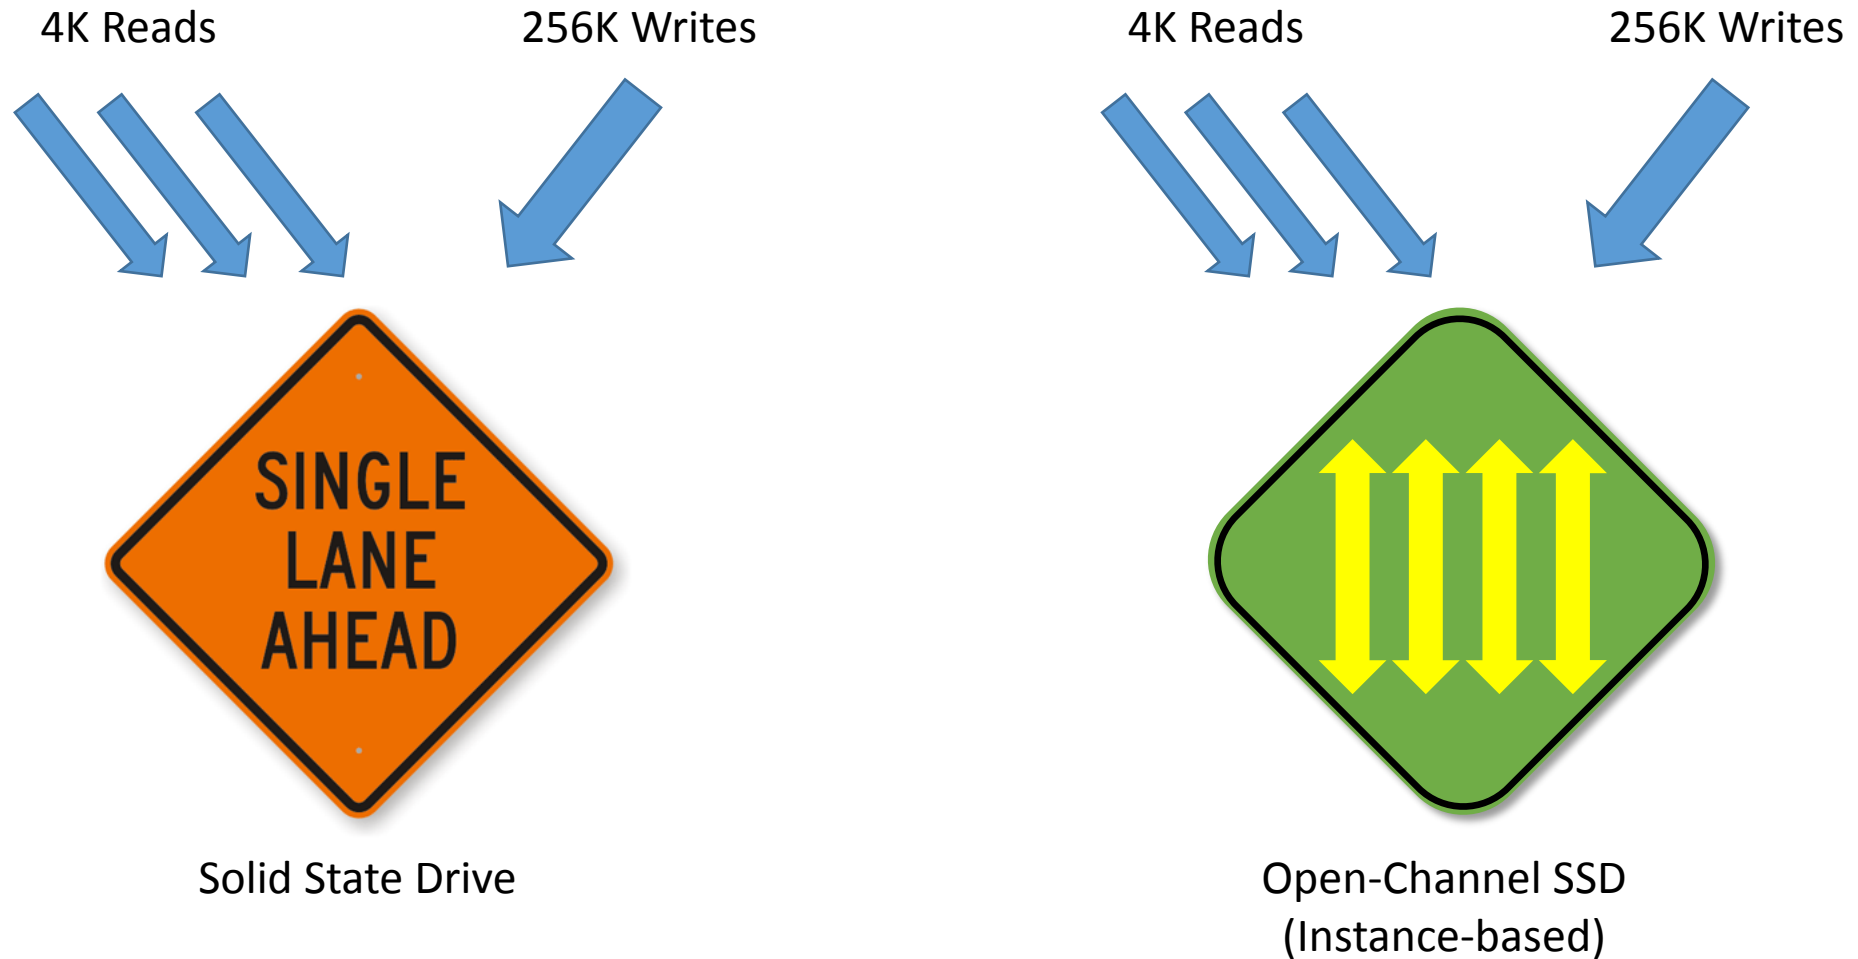 4K Reads
256K Writes
4K Reads
256K Writes
SINGLE
LANE
AHEAD
Solid State Drive
Open-Channel SSD
(Instance-based)